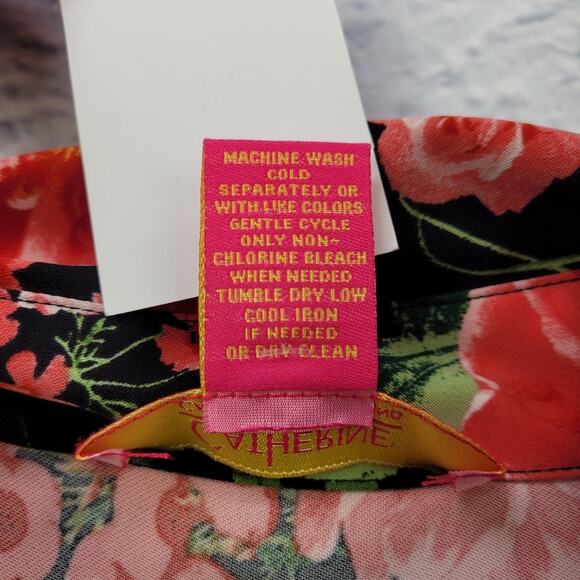 MACHINE WASH
COLD
SEPARATELY OR
WITH LIKE COLORS
GENTLE CYCLE
ONLY NON-
CHLORINE BLEACH
WHEN NEEDED
TUMBLE DRY LOW
COOL IRON
IF NEEDED
OR DRY CLEAN
CATHERINE